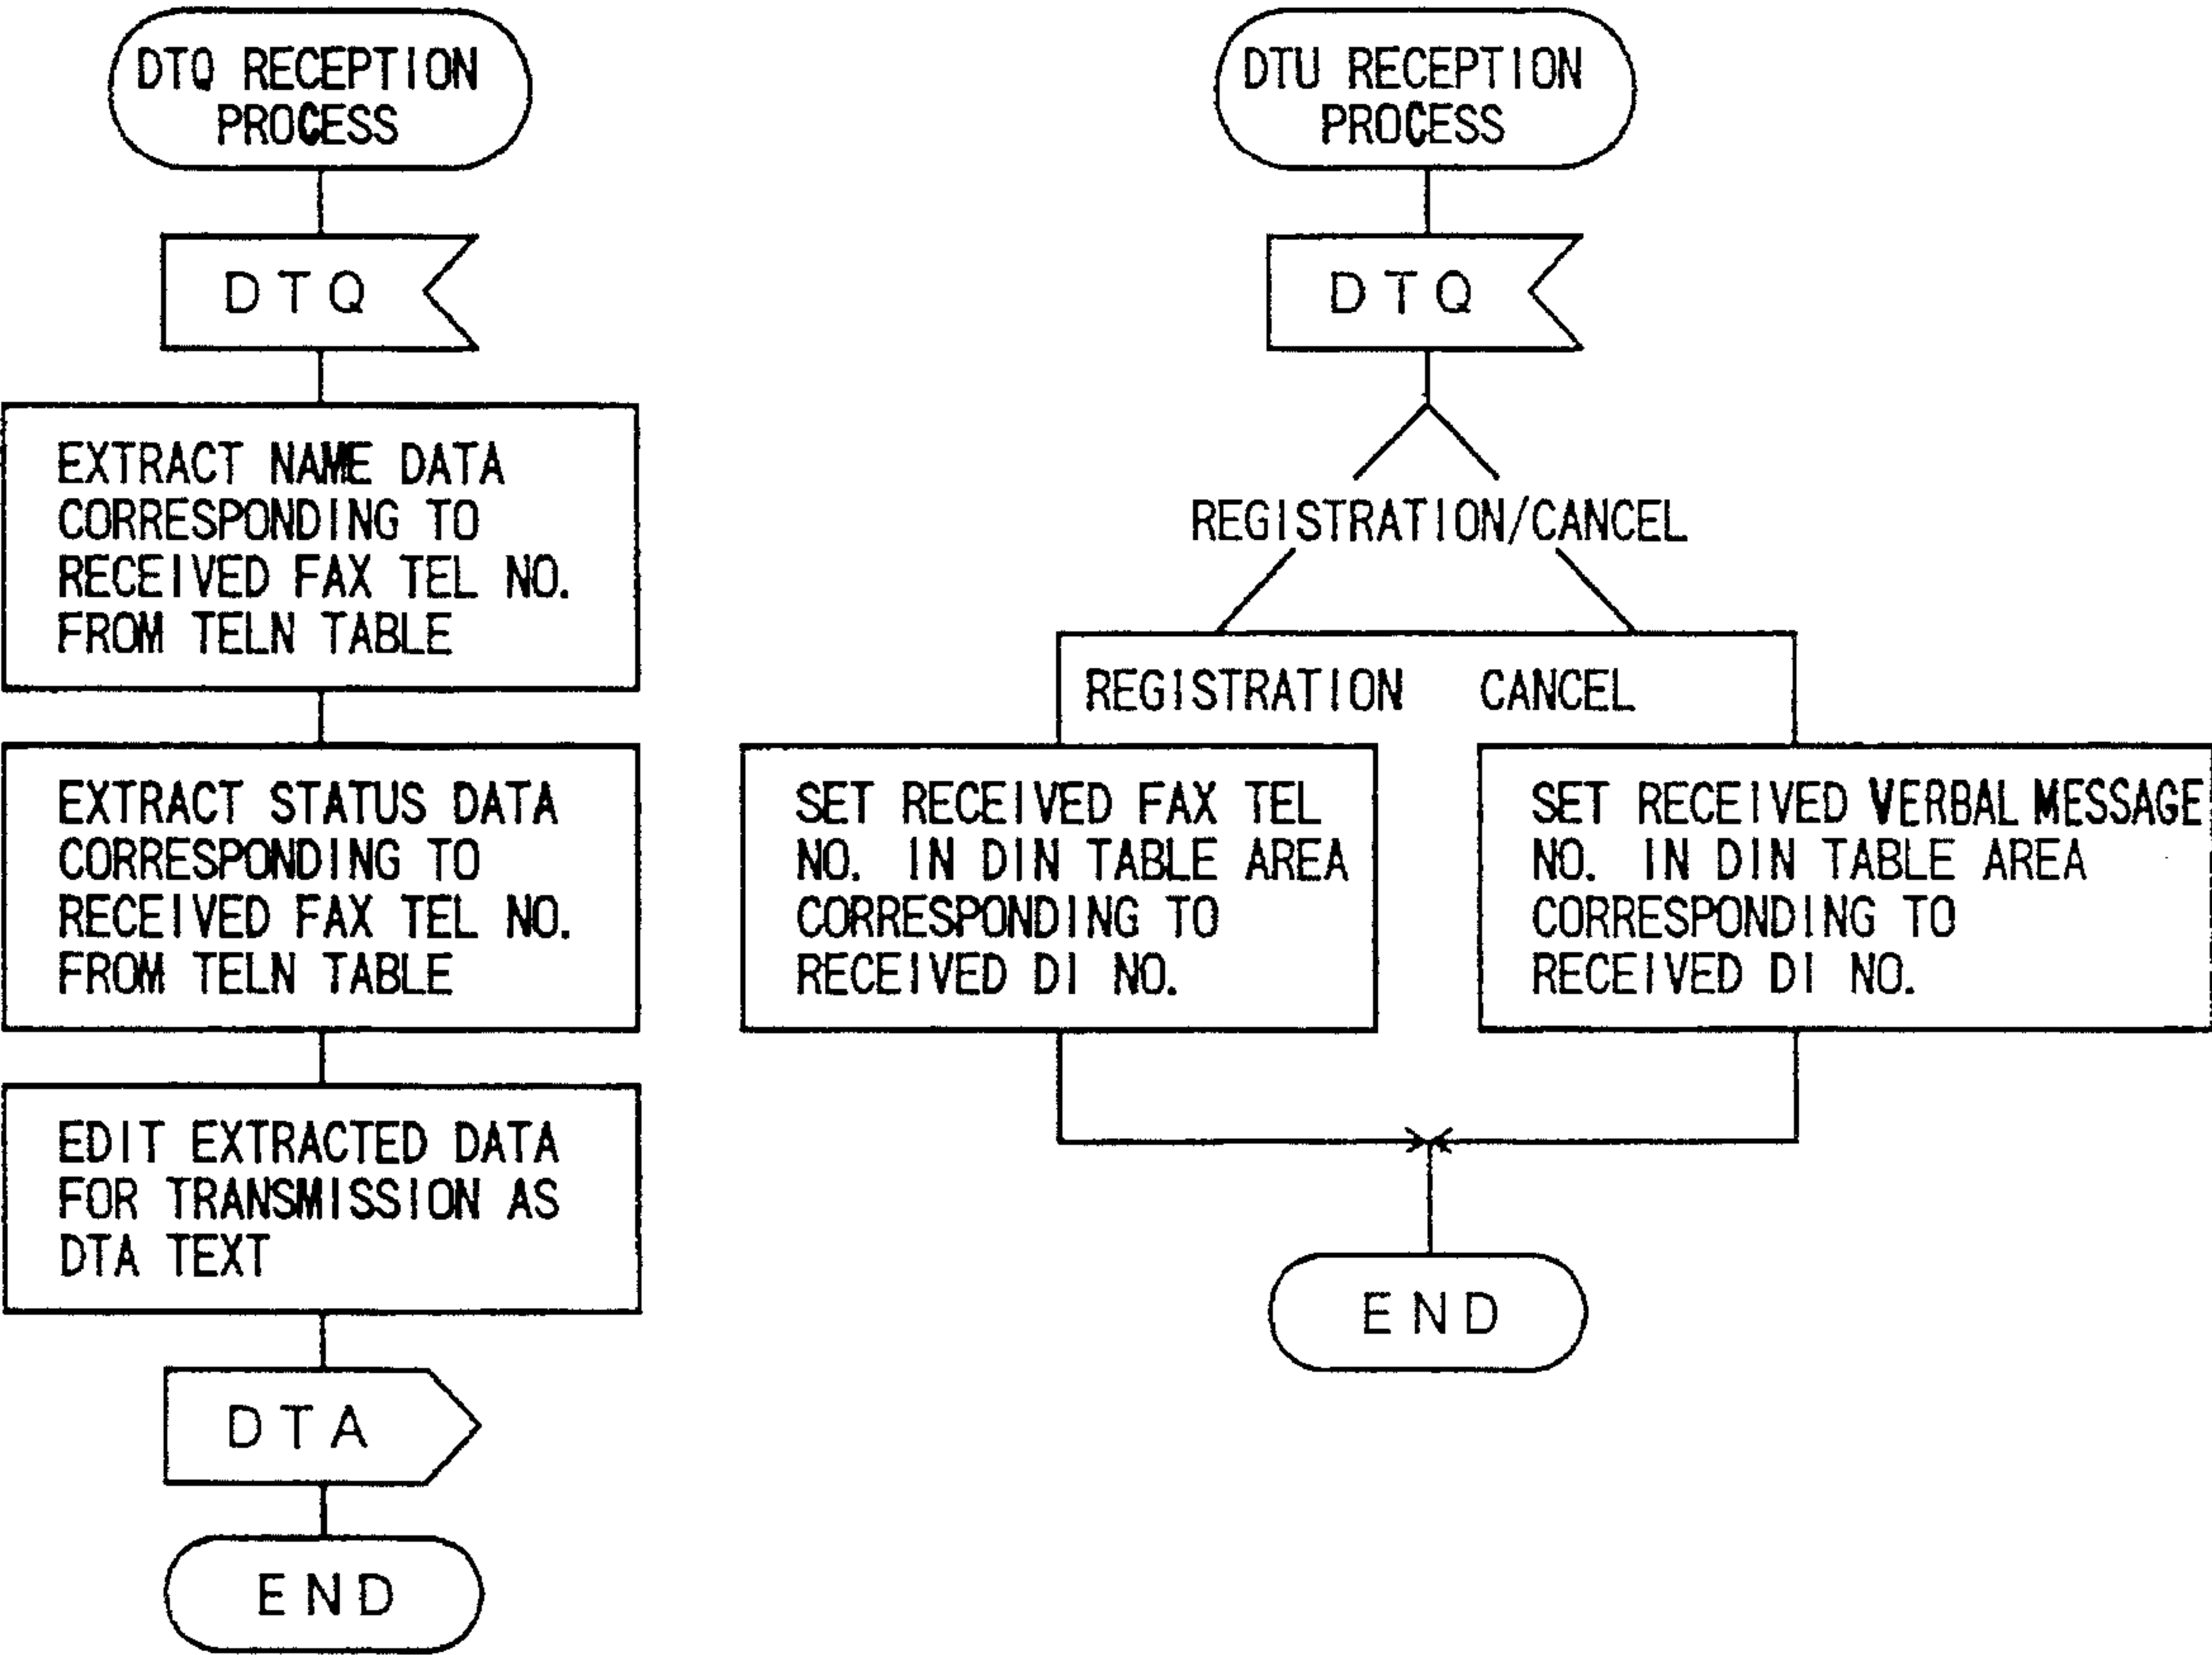 DTQ RECEPTION
PROCESS
DTQ
EXTRACT NAME DATA
CORRESPONDING TO
RECEIVED FAX TEL NO.
FROM TELN TABLE
EXTRACT STATUS DATA
CORRESPONDING TO
RECEIVED FAX TEL NO.
FROM TELN TABLE
EDIT EXTRACTED DATA
FOR TRANSMISSION AS
DTA TEXT
DTA
END
DTU RECEPTION
PROCESS
DTQ
REGISTRATION/CANCEL
REGISTRATION
CANCEL
SET RECEIVED FAX TEL
NO. IN DIN TABLE AREA
CORRESPONDING TO
RECEIVED DI NO.
SET RECEIVED VERBAL MESSAGE
NO. IN DIN TABLE AREA
CORRESPONDING TO
RECEIVED DI NO.
END